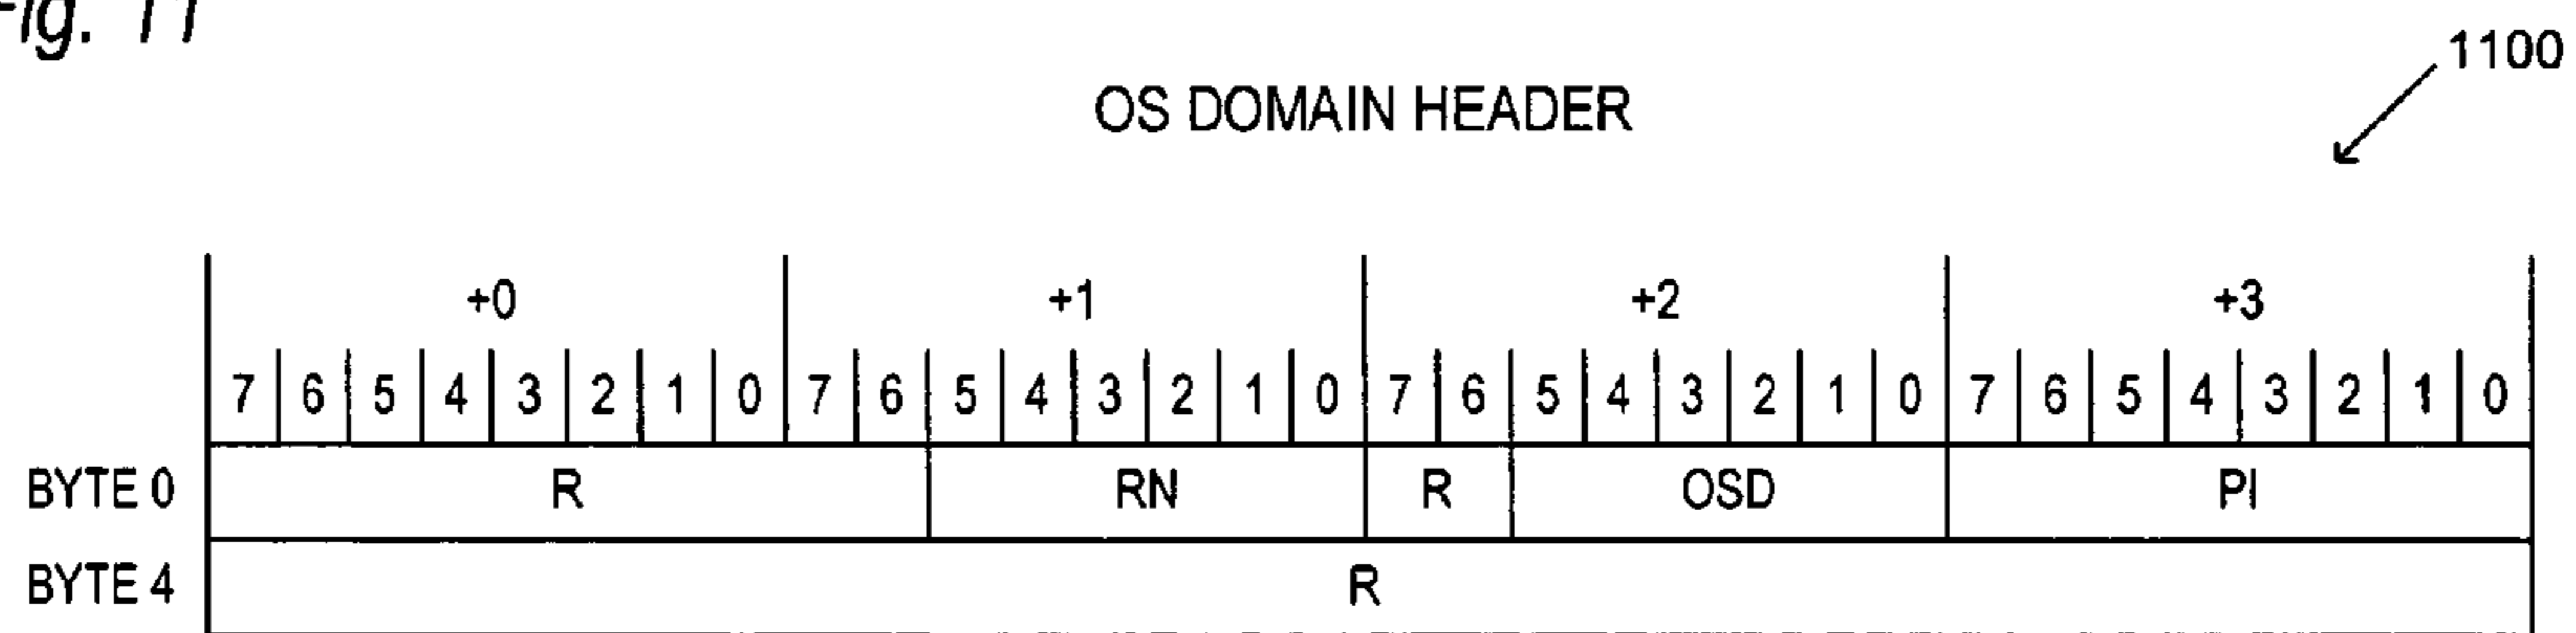 Fig. 11
1100
OS DOMAIN HEADER
+0 +1 +2 +3
7 6 5 4 3 2 1 0 7 6 5 4 3 2 1 0 7 6 5 4 3 2 1 0 7 6 5 4 3 2 1 0
BYTE 0 R RN R OSD PI
BYTE 4 R